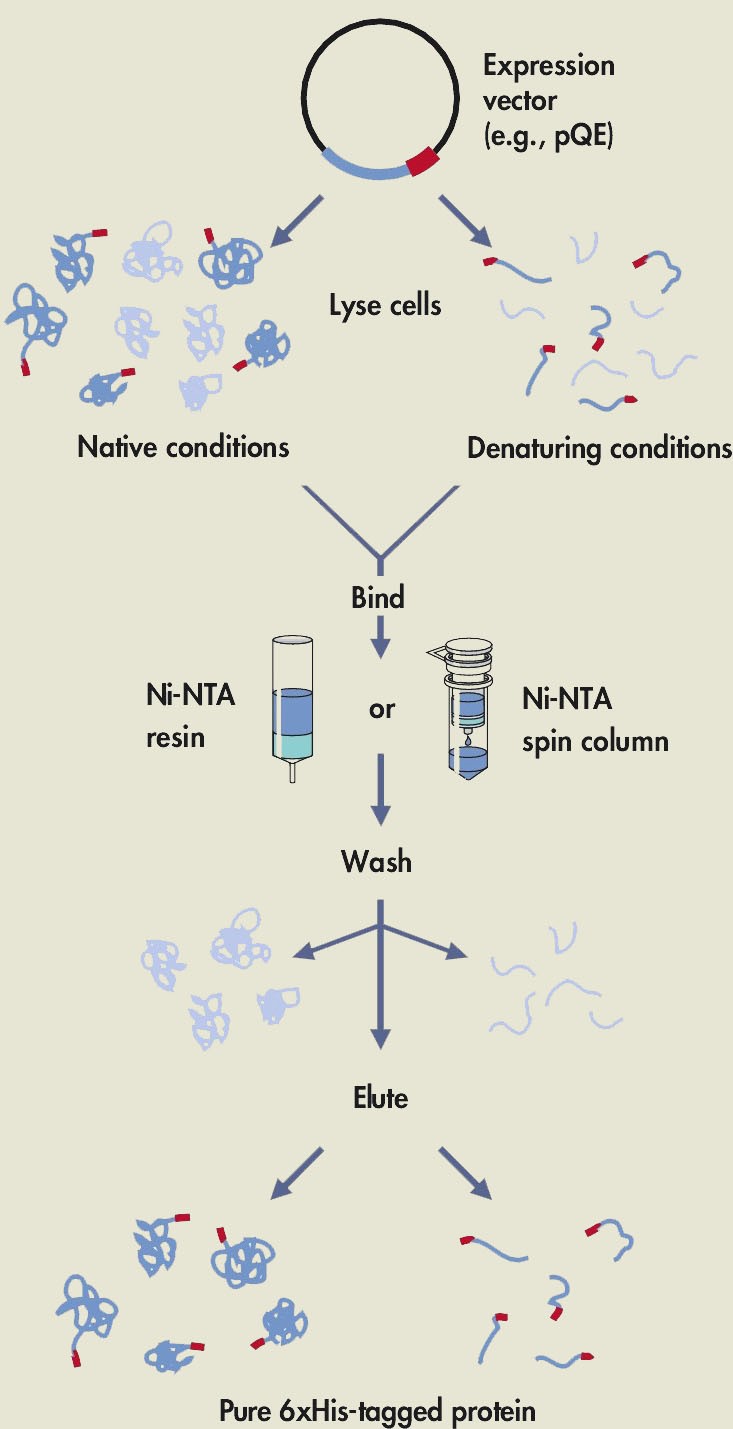 Expression
vector
(e.g., pQE)
Lyse cells
Native conditions
Denaturing conditions
Bind
Ni-NTA
resin
or
Ni-NTA
spin column
Wash
Elute
Pure 6xHis-tagged protein